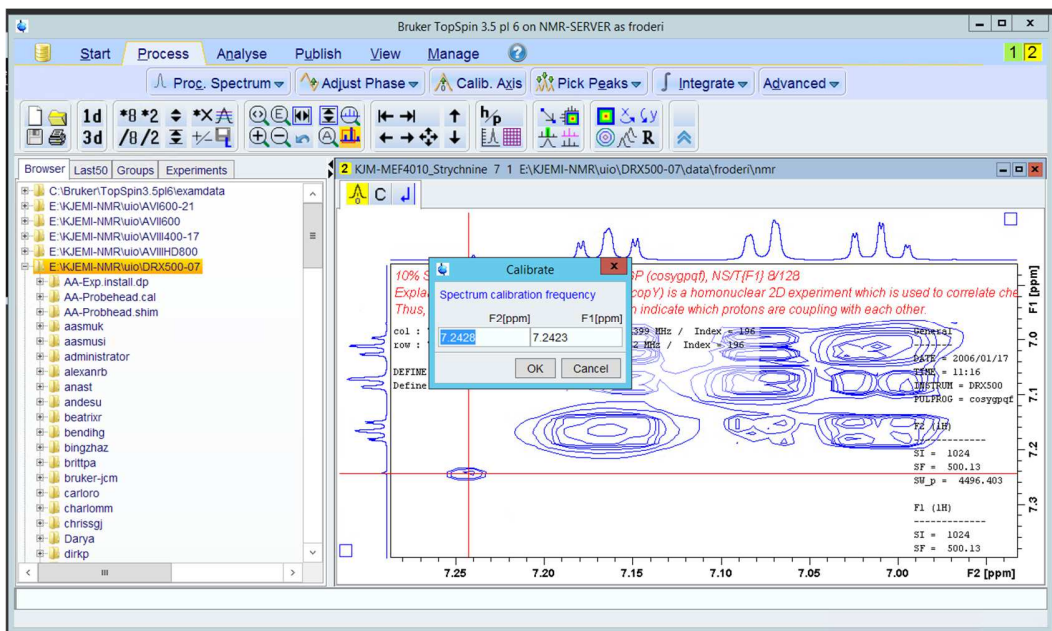 Bruker TopSpin 3.5 pl 6 on NMR-SERVER as froderi
Start Process Analyse Publish View Manage ? 1 2
Proc. Spectrum Adjust Phase Calib. Axis Pick Peaks Integrate Advanced
1d *8 *2
3d /8 /2 R
Browser Last50 Groups Experiments
C:\Bruker\TopSpin3.5pl6\examdata
E:\KJEMI-NMR\uio\AVI600-21
E:\KJEMI-NMR\uio\AVII600
E:\KJEMI-NMR\uio\AVIII400-17
E:\KJEMI-NMR\uio\AVIIIHD800
E:\KJEMI-NMR\uio\DRX500-07
AA-Exp.install.dp
AA-Probehead.cal
AA-Probhead.shim
aasmuk
aasmusi
administrator
alexanrb
anast
andesu
beatrixr
bendihg
bingzhaz
brittpa
bruker-jcm
carloro
charlomm
chrissgj
Darya
dirkp
2 KJM-MEF4010_Strychnine 7 1 E:\KJEMI-NMR\uio\DRX500-07\data\froderi\nmr
C
10% S
GP (cosygpqf), NS/T{F1} 8/128
Expla
copY) is a homonuclear 2D experiment which is used to correlate che
Thus,
n indicate which protons are coupling with each other.
col :
399 MHz / Index = 196
row :
2 MHz / Index = 196
DEFINE
Define
Calibrate
Spectrum calibration frequency
F2[ppm] F1[ppm]
7.2428 7.2423
OK Cancel
General
DATE = 2006/01/17
TIME = 11:16
INSTRUM = DRX500
PULPROG = cosygpqf
F2 (1H)
SI = 1024
SF = 500.13
SW_p = 4496.403
F1 (1H)
SI = 1024
SF = 500.13
F1 [ppm]
7.0
7.1
7.2
7.3
7.25 7.20 7.15 7.10 7.05 7.00 F2 [ppm]